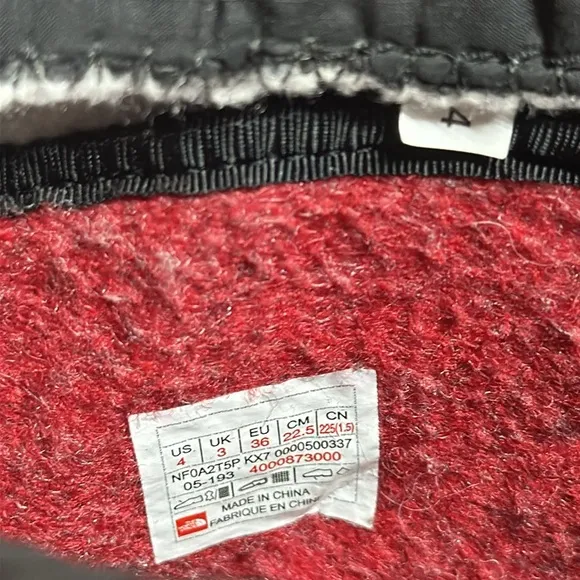 4
US UK EU CM CN
4 3 36 22.5 225(1.5)
NF0A2T5P KX7 0000500337
05-193 4000873000
MADE IN CHINA
FABRIQUE EN CHINE